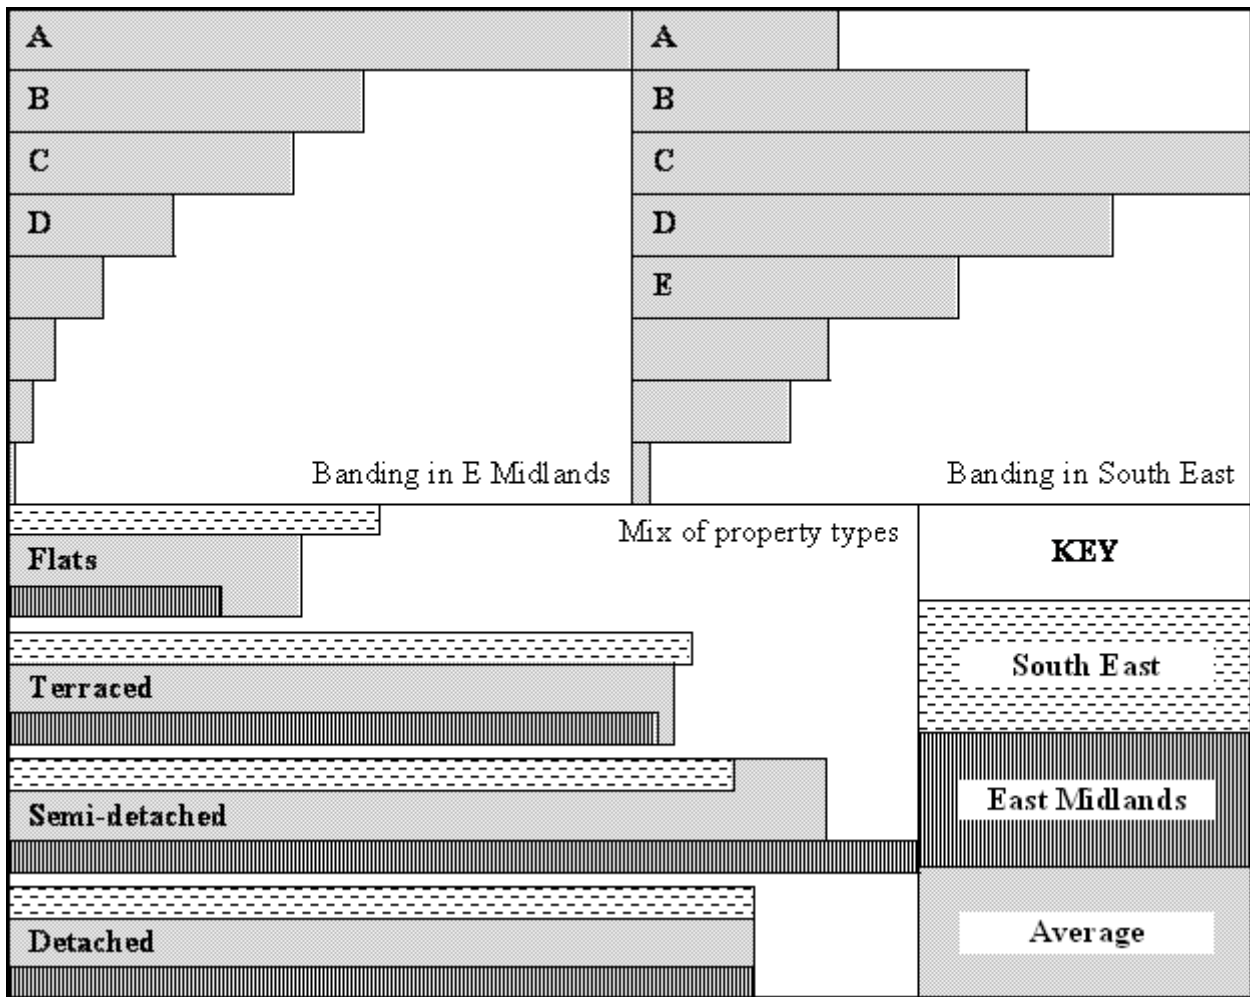 A
B
C
D
Banding in E Midlands
A
B
C
D
E
Banding in South East
Mix of property types
Flats
Terraced
Semi-detached
Detached
KEY
South East
East Midlands
Average